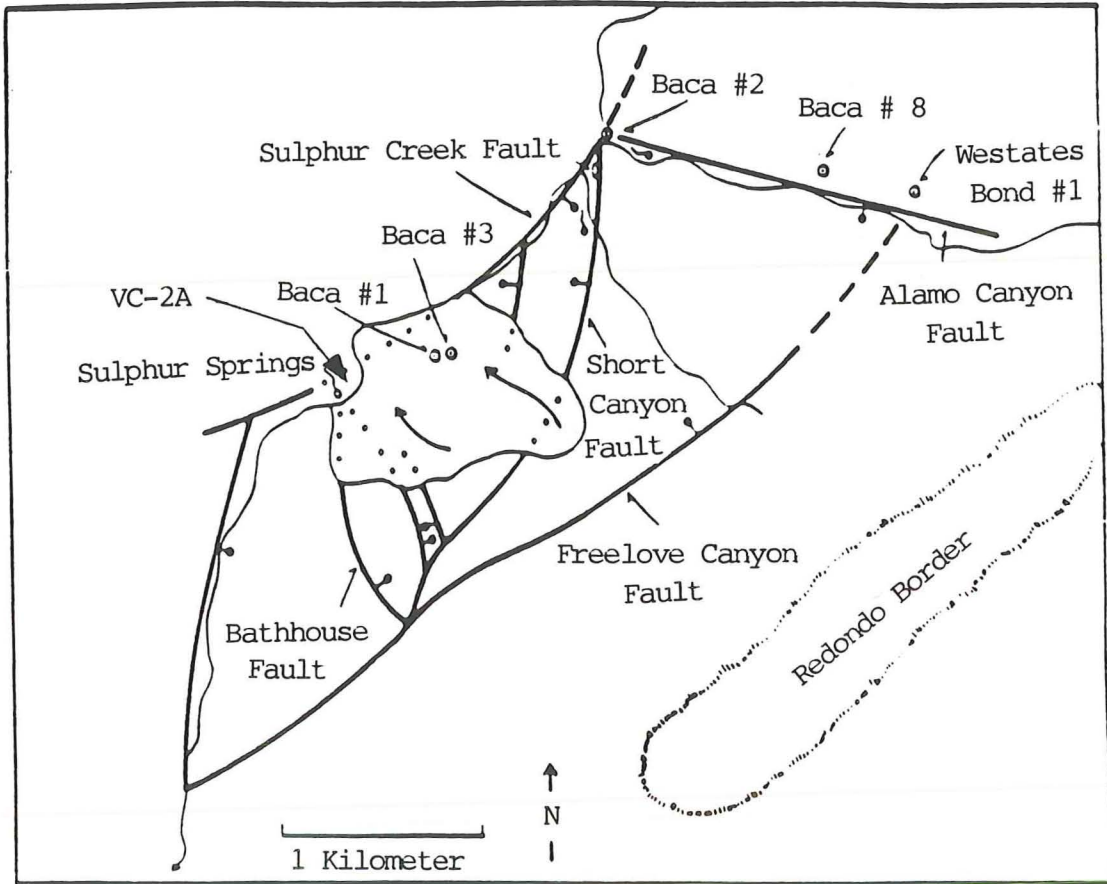 Baca #2
Baca # 8
Sulphur Creek Fault
Westates
Bond #1
Baca #3
VC-2A
Baca #1
Alamo Canyon
Fault
Sulphur Springs
Short
Canyon
Fault
Freelove Canyon
Fault
Redondo Border
Bathhouse
Fault
N
1 Kilometer